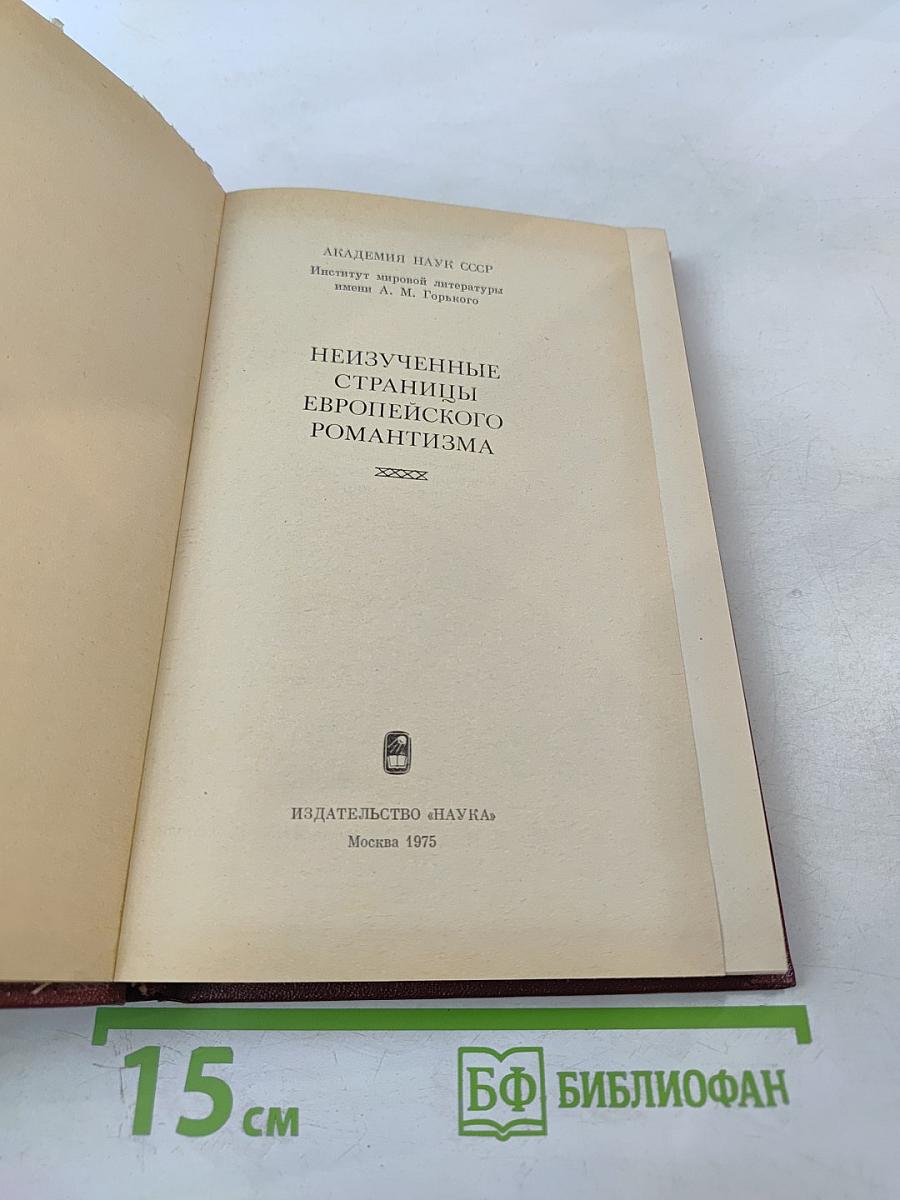 АКАДЕМИЯ НАУК СССР
Институт мировой литературы
имени А. М. Горького
НЕИЗУЧЕННЫЕ
СТРАНИЦЫ
ЕВРОПЕЙСКОГО
РОМАНТИЗМА
ИЗДАТЕЛЬСТВО «НАУКА»
Москва 1975
15 см
БФ БИБЛИОФАН